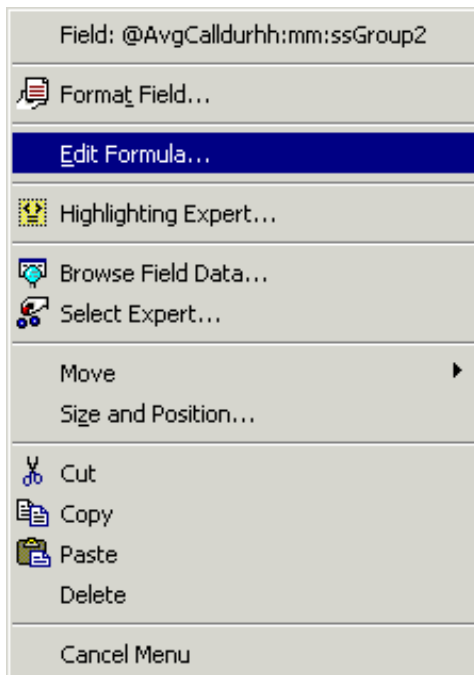 Field: @AvgCalldurhh:mm:ssGroup2
Format Field...
Edit Formula...
Highlighting Expert...
Browse Field Data...
Select Expert...
Move
Size and Position...
Cut
Copy
Paste
Delete
Cancel Menu